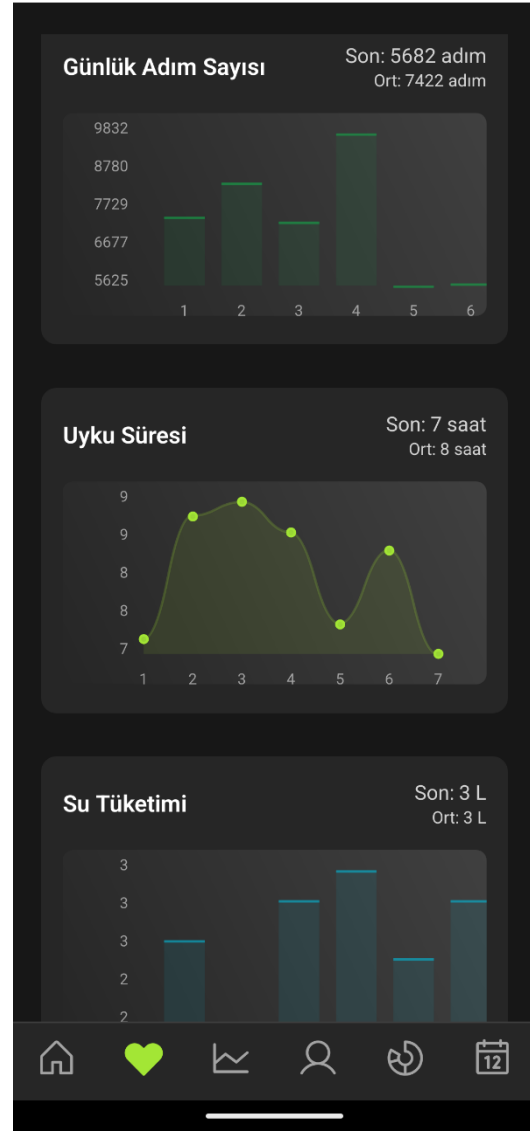 Günlük Adım Sayısı
Son: 5682 adım
Ort: 7422 adım
9832
8780
7729
6677
5625
1 2 3 4 5 6
Uyku Süresi
Son: 7 saat
Ort: 8 saat
9
9
8
8
7
1 2 3 4 5 6 7
Su Tüketimi
Son: 3 L
Ort: 3 L
3
3
3
2
2
12